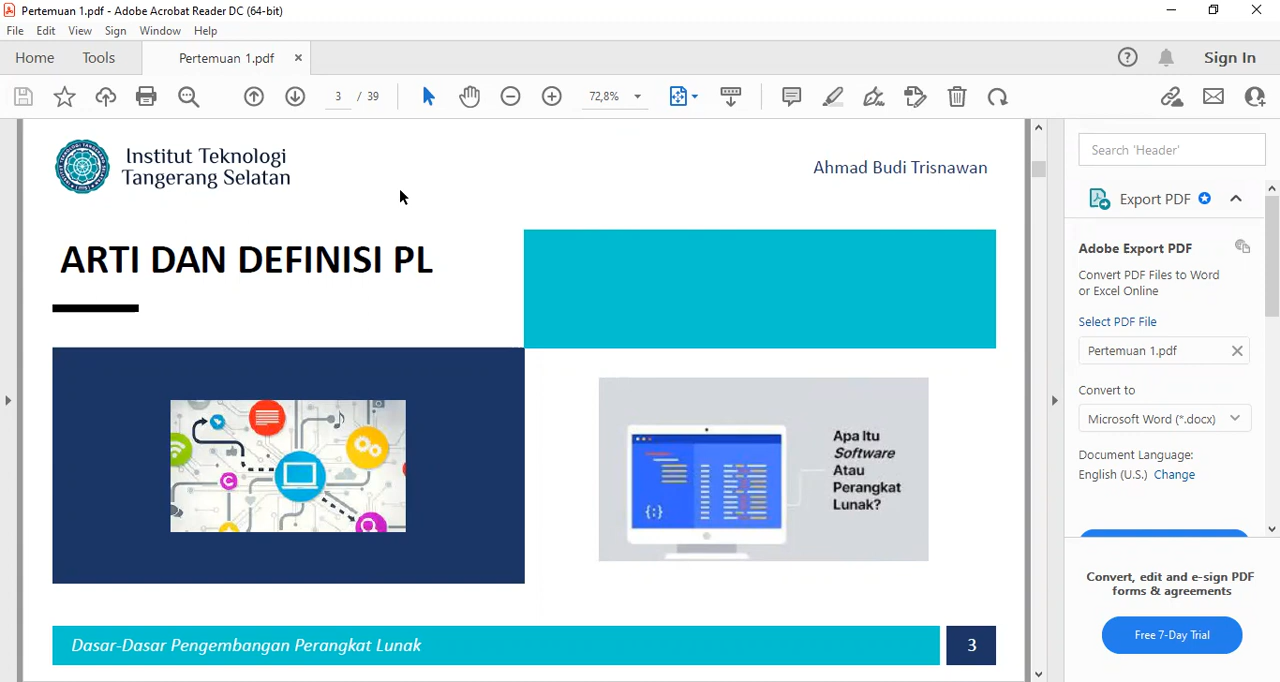 Pertemuan 1.pdf - Adobe Acrobat Reader DC (64-bit)
File Edit View Sign Window Help
Home Tools Pertemuan 1.pdf Sign In
3 / 39 72,8%
Institut Teknologi
Tangerang Selatan
Ahmad Budi Trisnawan
ARTI DAN DEFINISI PL
Apa Itu
Software
Atau
Perangkat
Lunak?
Dasar-Dasar Pengembangan Perangkat Lunak
3
Search 'Header'
Export PDF
Adobe Export PDF
Convert PDF Files to Word
or Excel Online
Select PDF File
Pertemuan 1.pdf
Convert to
Microsoft Word (*.docx)
Document Language:
English (U.S.) Change
Convert, edit and e-sign PDF
forms & agreements
Free 7-Day Trial